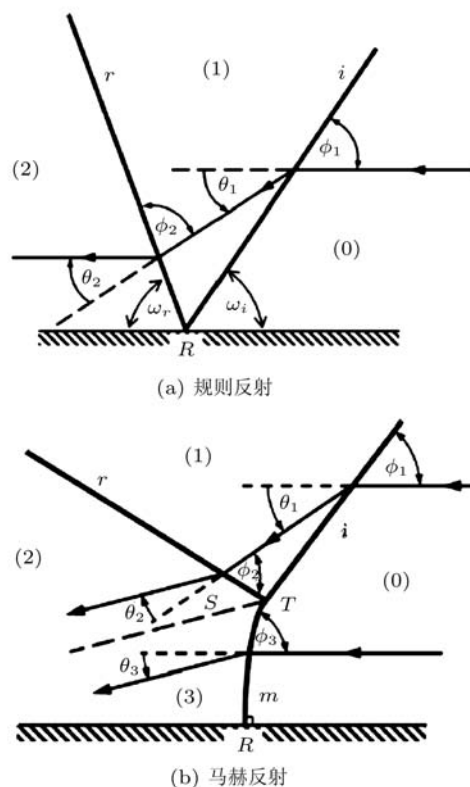 (1)
r
i
ϕ₁
(2)
θ₁
ϕ₂
(0)
θ₂
ωᵣ
ωᵢ
R
(a) 规则反射
(1)
ϕ₁
r
θ₁
i
(2)
ϕ₂
(0)
S
T
θ₂
ϕ₃
θ₃
(3)
m
R
(b) 马赫反射